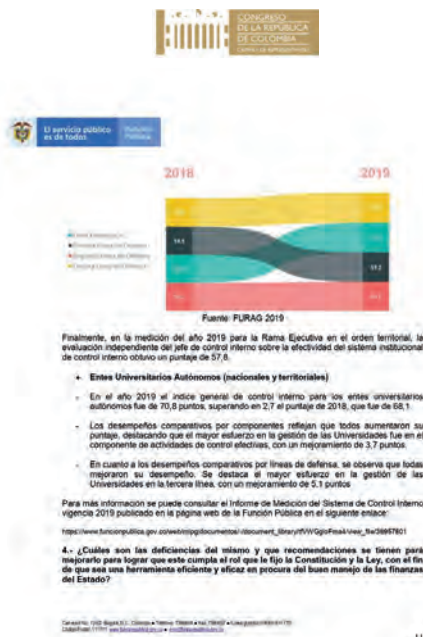 CONGRESO
DE LA REPÚBLICA
DE COLOMBIA
El servicio público
es de todos
Función
Pública
2018
2019
Fuente: FURAG 2019
Finalmente, en la medición del año 2019 para la Rama Ejecutiva en el orden territorial, la
evaluación independiente del jefe de control interno sobre la efectividad del sistema institucional
de control interno obtuvo un puntaje de 57,8.
+ Entes Universitarios Autónomos (nacionales y territoriales)
- En el año 2019 el índice general de control interno para los entes universitarios
autónomos fue de 70,8 puntos, superando en 2,7 el puntaje de 2018, que fue de 68,1
- Los desempeños comparativos por componentes reflejan que todos aumentaron su
puntaje, destacando que el mayor esfuerzo en la gestión de las Universidades fue en el
componente de actividades de control efectivas, con un mejoramiento de 3,7 puntos.
- En cuanto a los desempeños comparativos por líneas de defensa, se observa que todas
mejoraron su desempeño. Se destaca el mayor esfuerzo en la gestión de las
Universidades en la tercera línea, con un mejoramiento de 5,1 puntos
Para más información se puede consultar el Informe de Medición del Sistema de Control Interno
vigencia 2019 publicado en la página web de la Función Pública en el siguiente enlace:
4.- ¿Cuáles son las deficiencias del mismo y que recomendaciones se tienen para
mejorarlo para lograr que este cumpla el rol que le fijo la Constitución y la Ley, con el fin
de que sea una herramienta eficiente y eficaz en procura del buen manejo de las finanzas
del Estado?